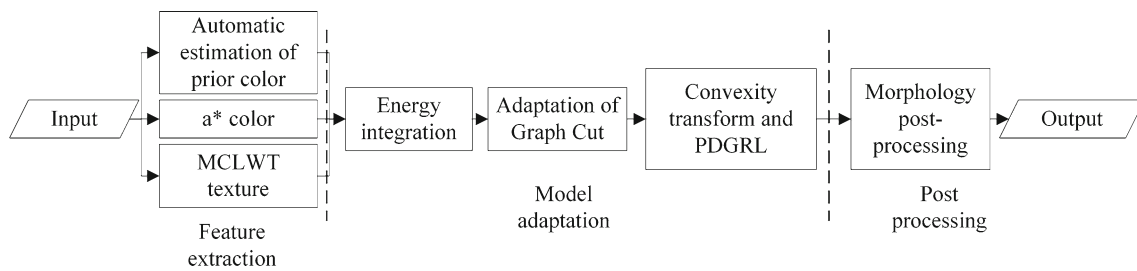 Input
Automatic
estimation of
prior color
a* color
MCLWT
texture
Feature
extraction
Energy
integration
Adaptation of
Graph Cut
Convexity
transform and
PDGRL
Model
adaptation
Morphology
post-
processing
Post
processing
Output